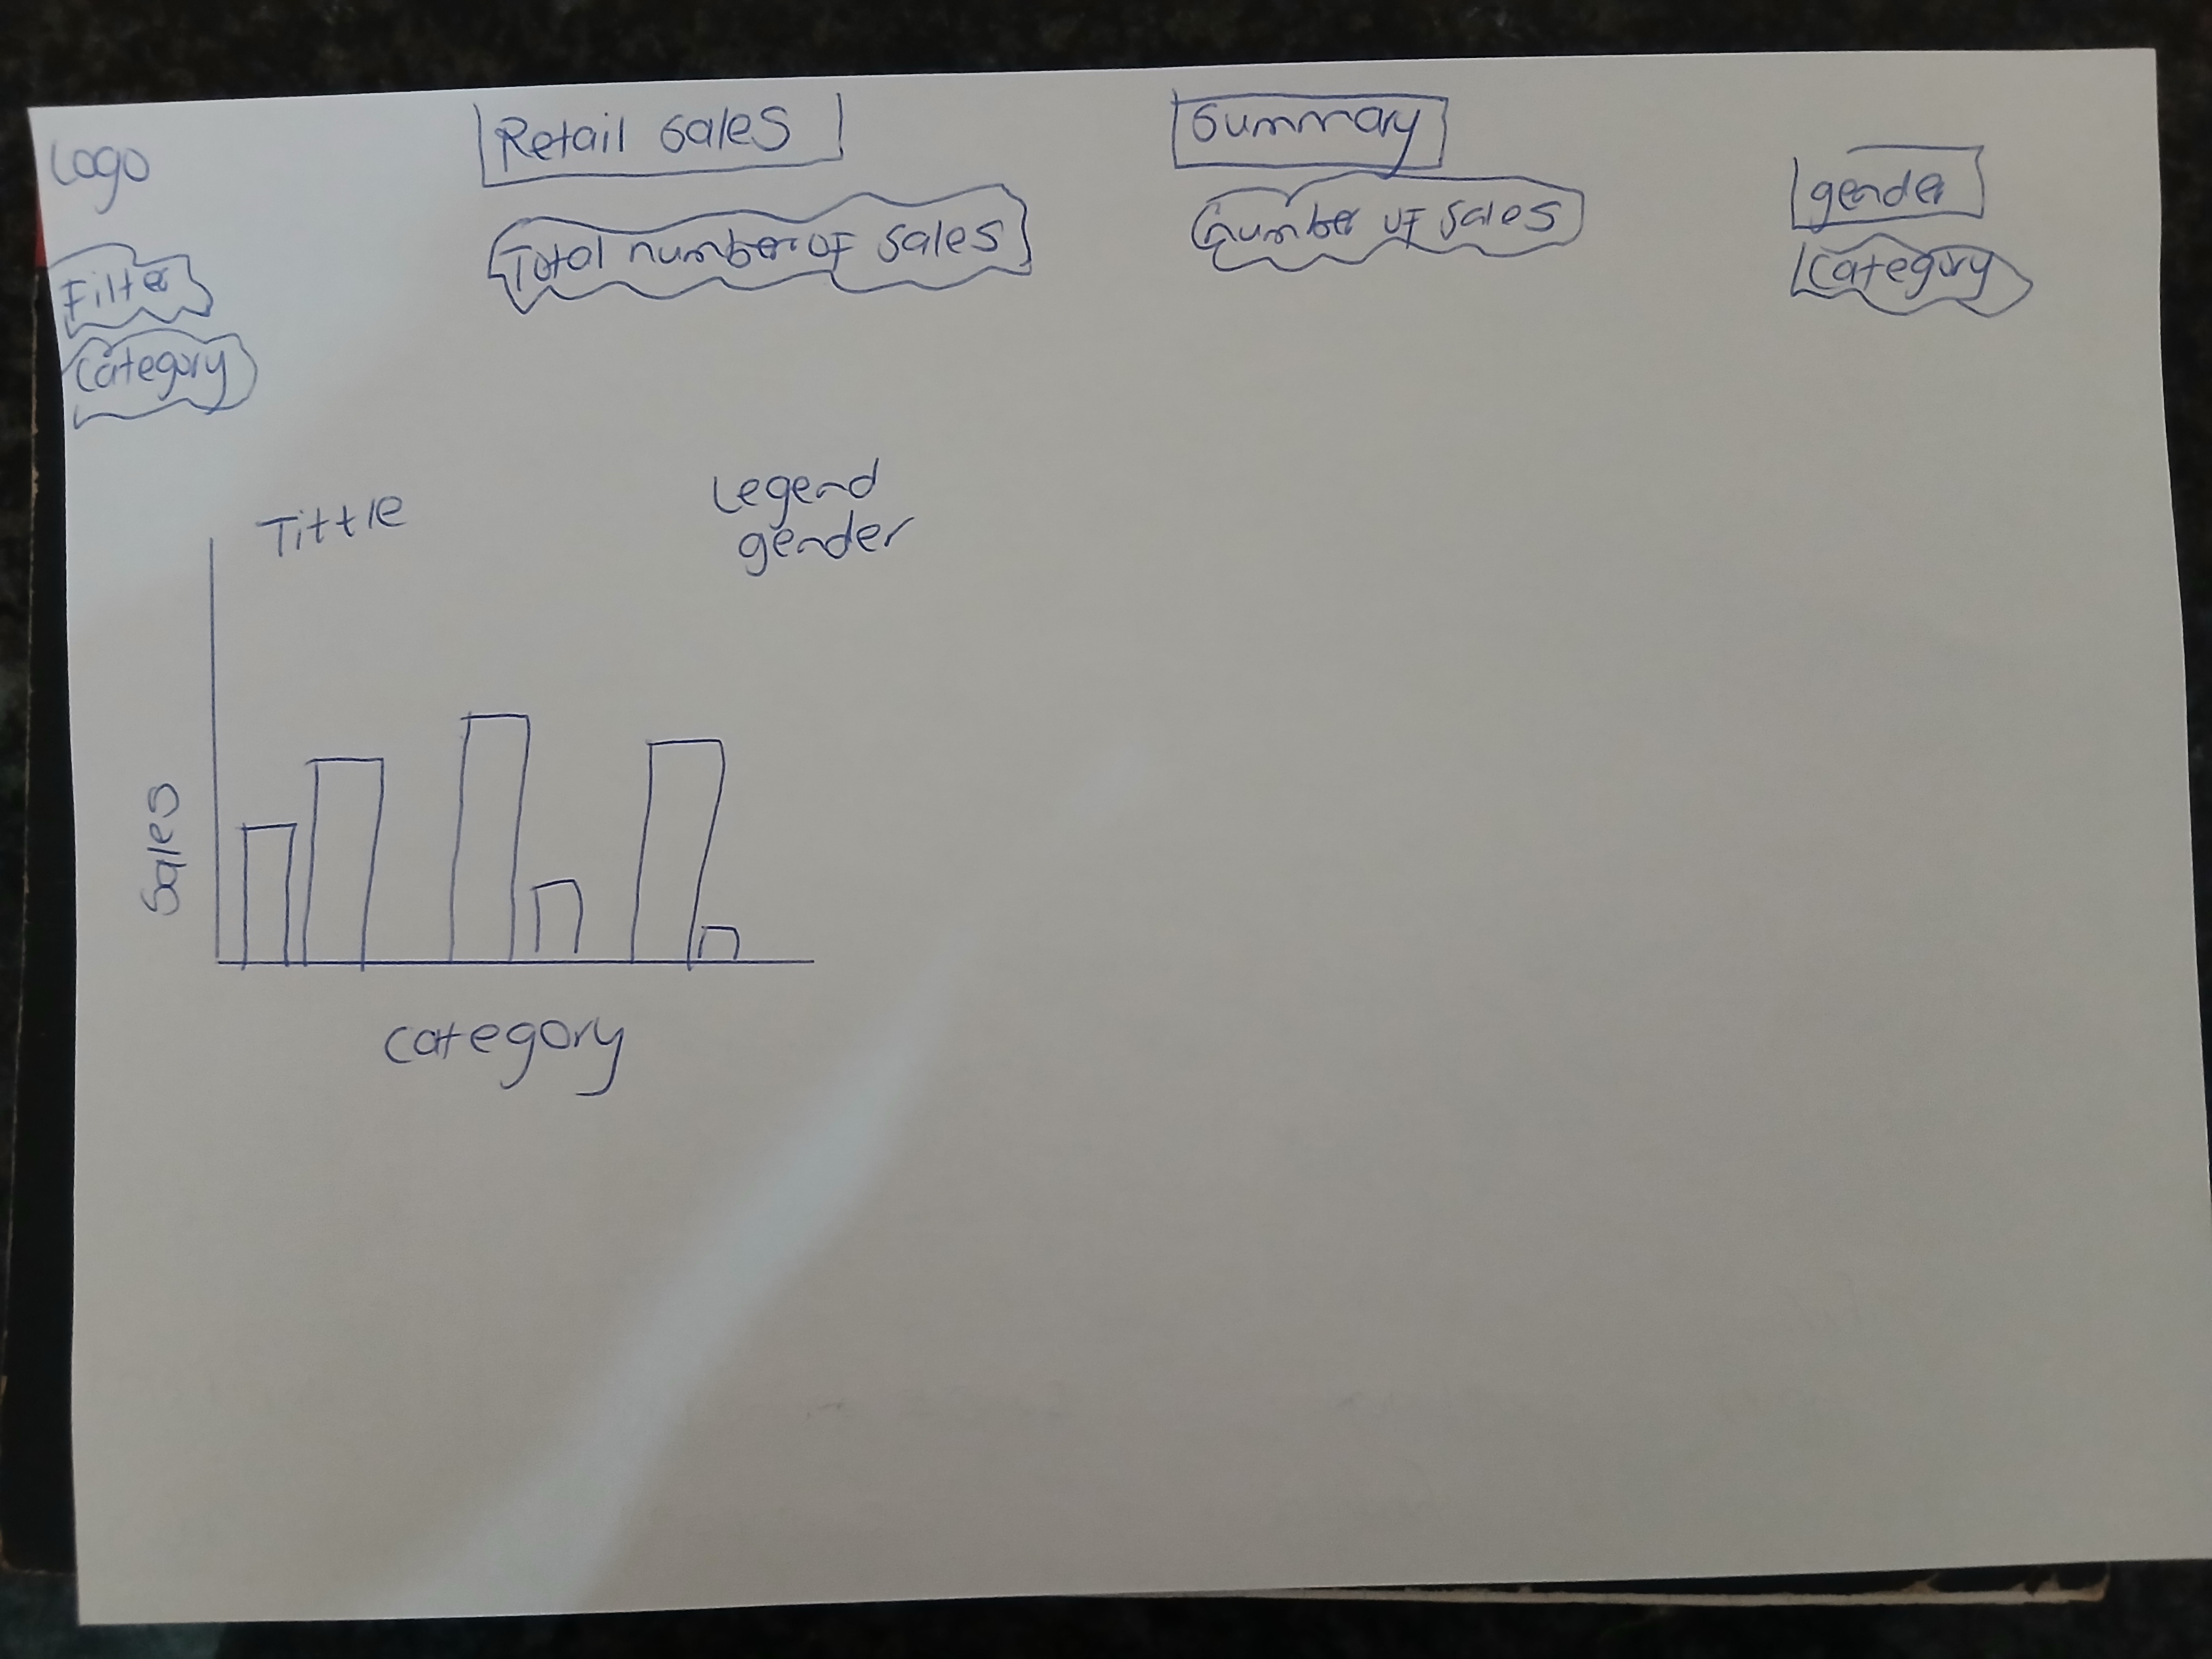 Logo
Retail Sales
Summary
gender
Filter
Total number of Sales
number of sales
Category
Category
Tittle
Legend
gender
Sales
category